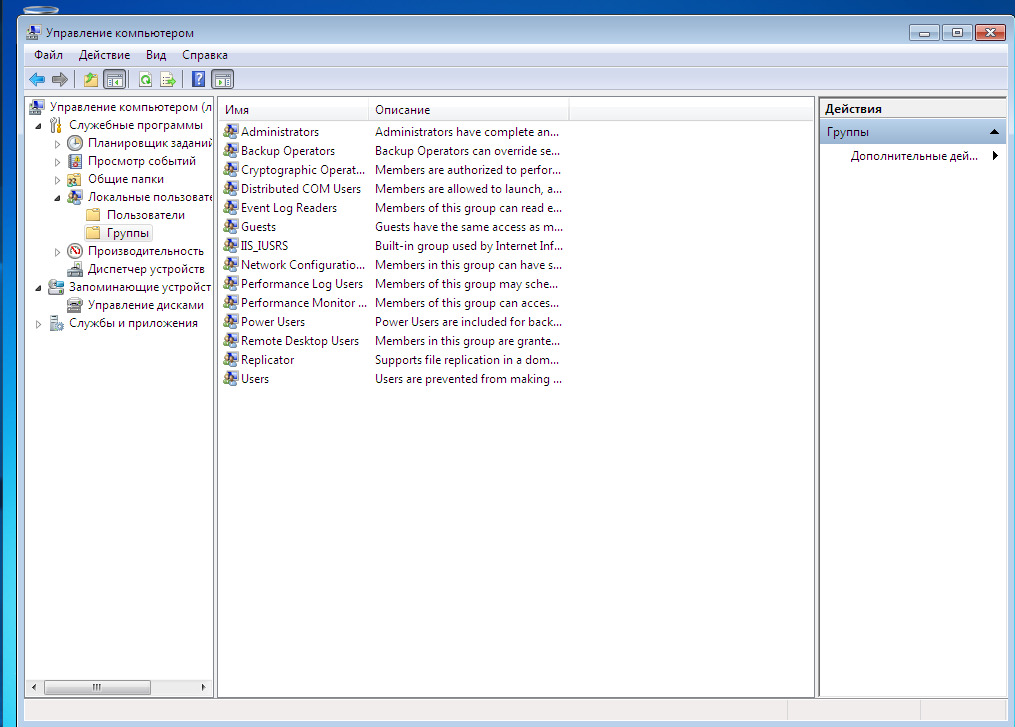 Управление компьютером
Файл Действие Вид Справка
Управление компьютером (л
Служебные программы
Планировщик заданий
Просмотр событий
Общие папки
Локальные пользовате
Пользователи
Группы
Производительность
Диспетчер устройств
Запоминающие устройст
Управление дисками
Службы и приложения
Имя Описание
Administrators Administrators have complete an...
Backup Operators Backup Operators can override se...
Cryptographic Operat... Members are authorized to perfor...
Distributed COM Users Members are allowed to launch, a...
Event Log Readers Members of this group can read e...
Guests Guests have the same access as m...
IIS_IUSRS Built-in group used by Internet Inf...
Network Configuratio... Members in this group can have s...
Performance Log Users Members of this group may sche...
Performance Monitor ... Members of this group can acces...
Power Users Power Users are included for back...
Remote Desktop Users Members in this group are grante...
Replicator Supports file replication in a dom...
Users Users are prevented from making ...
Действия
Группы
Дополнительные дей...